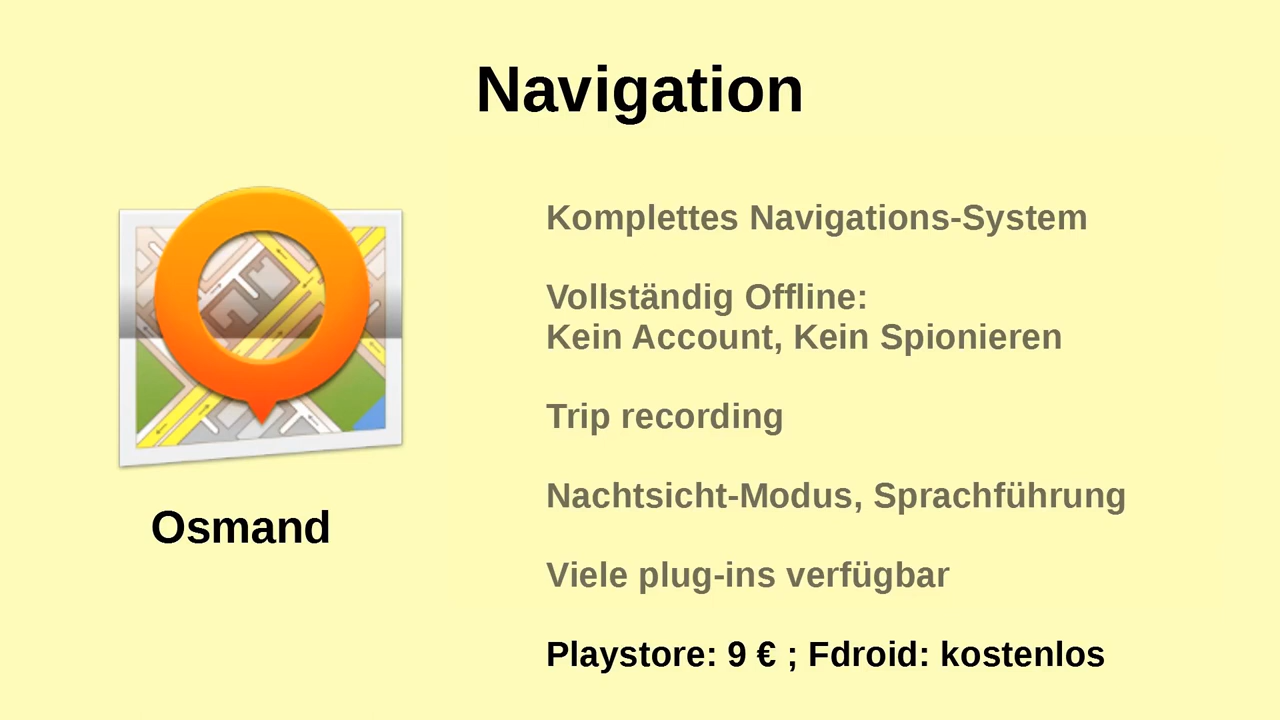 Navigation
Komplettes Navigations-System
Vollständig Offline:
Kein Account, Kein Spionieren
Trip recording
Nachtsicht-Modus, Sprachführung
Viele plug-ins verfügbar
Playstore: 9 € ; Fdroid: kostenlos
Osmand